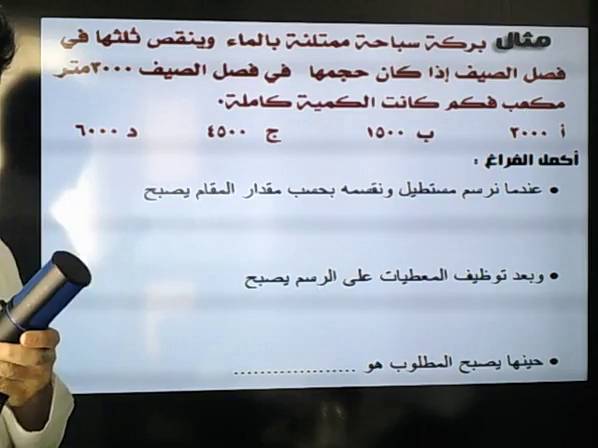 مثال بركة سباحة ممتلئة بالماء وينقص ثلثها في
فصل الصيف إذا كان حجمها في فصل الصيف ٣٠٠٠متر
مكعب فكم كانت الكمية كاملة.
أ ٢٠٠٠ ب ١٥٠٠ ج ٤٥٠٠ د ٦٠٠٠
أكمل الفراغ :
• عندما نرسم مستطيل ونقسمه بحسب مقدار المقام يصبح
• وبعد توظيف المعطيات على الرسم يصبح
• حينها يصبح المطلوب هو ..................